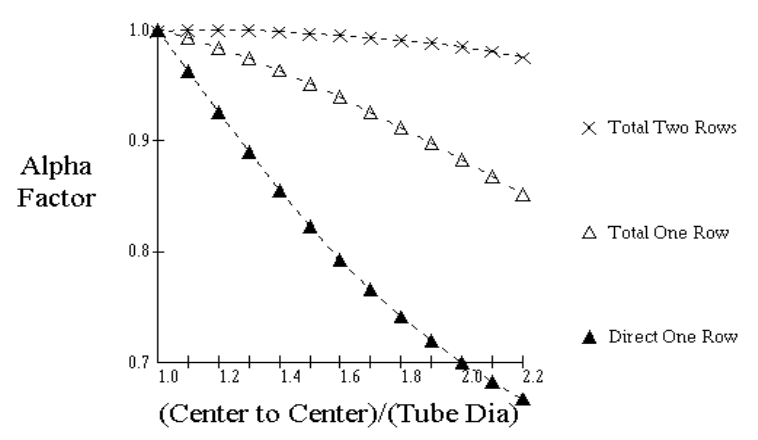 1.0
0.9
0.8
0.7
Alpha
Factor
1.0 1.2 1.4 1.6 1.8 2.0 2.2
(Center to Center)/(Tube Dia)
Total Two Rows
Total One Row
Direct One Row